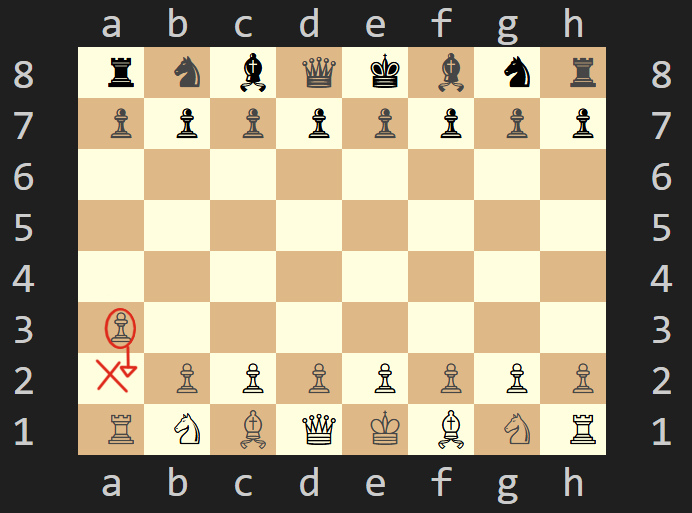 a b c d e f g h
8 ♜ ♞ ♝ ♛ ♚ ♝ ♞ ♜ 8
7 ♟ ♟ ♟ ♟ ♟ ♟ ♟ ♟ 7
6 6
5 5
4 4
3 ♙ 3
2 ♙ ♙ ♙ ♙ ♙ ♙ ♙ 2
1 ♖ ♘ ♗ ♕ ♔ ♗ ♘ ♖ 1
a b c d e f g h